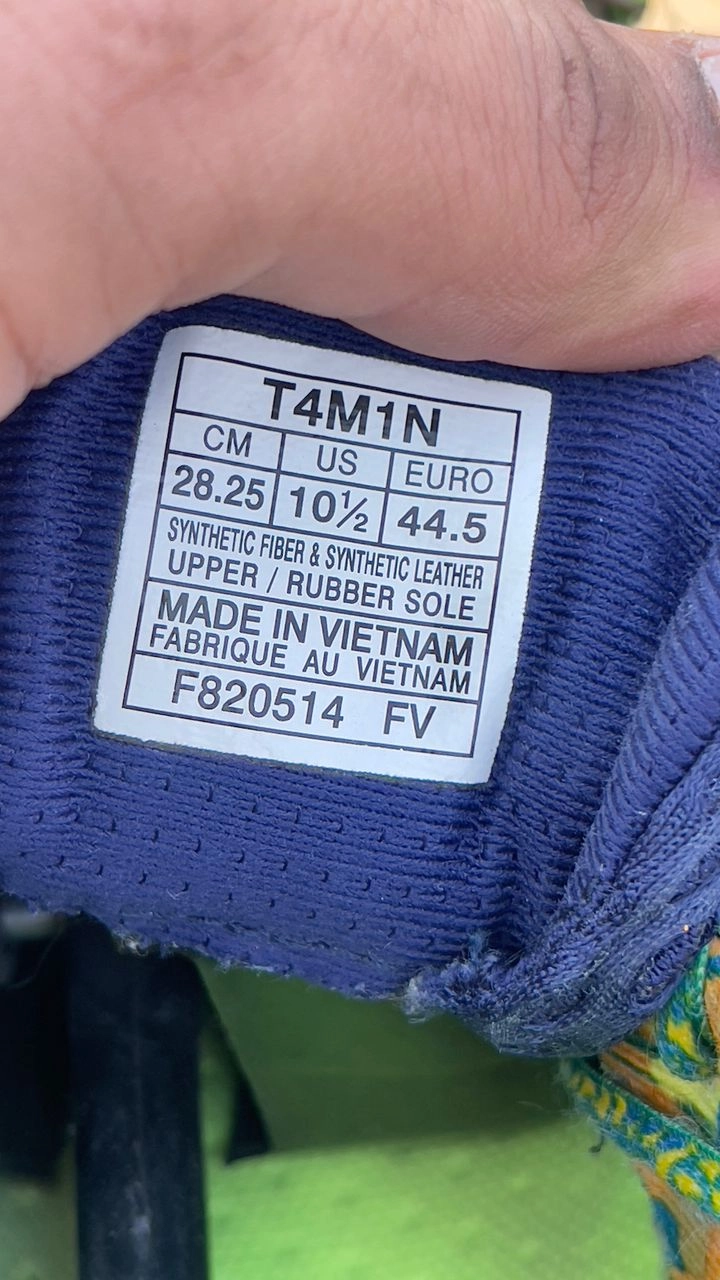 T4M1N
CM US EURO
28.25 10½ 44.5
SYNTHETIC FIBER & SYNTHETIC LEATHER
UPPER / RUBBER SOLE
MADE IN VIETNAM
FABRIQUE AU VIETNAM
F820514 FV